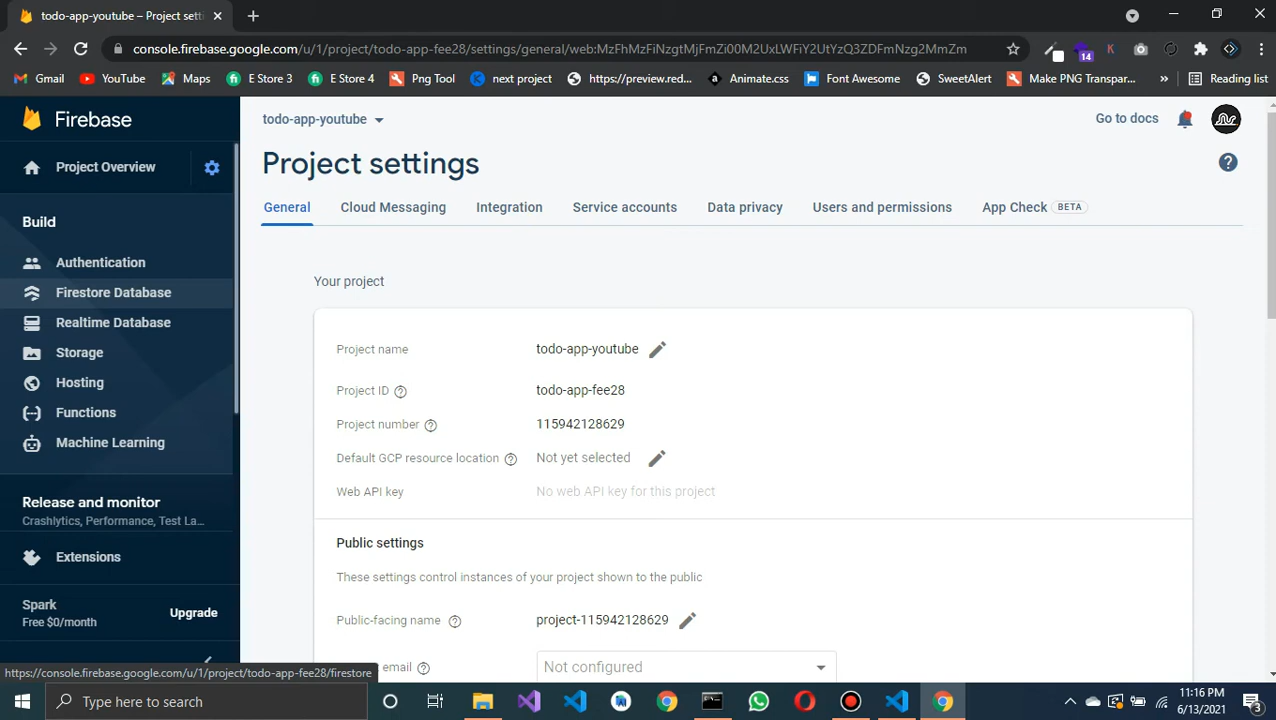 todo-app-youtube – Project setti
console.firebase.google.com/u/1/project/todo-app-fee28/settings/general/web:MzFhMzFiNzgtMjFmZi00M2UxLWFiY2UtYzQ3ZDFmNzg2MmZm
14
Gmail YouTube Maps E Store 3 E Store 4 Png Tool next project https://preview.red... Animate.css Font Awesome SweetAlert Make PNG Transpar... » Reading list
Firebase
todo-app-youtube
Go to docs
Project Overview
Project settings
General Cloud Messaging Integration Service accounts Data privacy Users and permissions App Check BETA
Build
Authentication
Firestore Database
Realtime Database
Storage
Hosting
Functions
Machine Learning
Release and monitor
Crashlytics, Performance, Test La...
Extensions
Spark
Free $0/month
Upgrade
Your project
Project name todo-app-youtube
Project ID todo-app-fee28
Project number 115942128629
Default GCP resource location Not yet selected
Web API key No web API key for this project
Public settings
These settings control instances of your project shown to the public
Public-facing name project-115942128629
email Not configured
https://console.firebase.google.com/u/1/project/todo-app-fee28/firestore
Type here to search
11:16 PM
6/13/2021
3